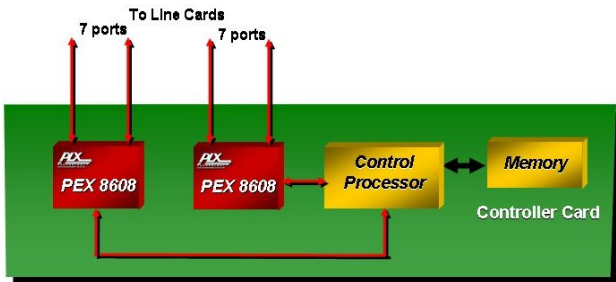 To Line Cards
7 ports
7 ports
PLX
PEX 8608
PLX
PEX 8608
Control
Processor
Memory
Controller Card